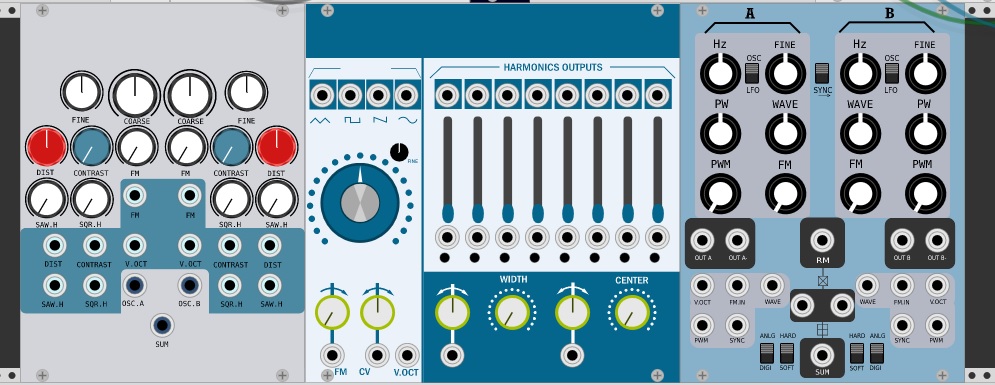 FINE COARSE COARSE FINE
DIST CONTRAST FM FM CONTRAST DIST
SAW.H SQR.H FM FM SQR.H SAW.H
DIST CONTRAST V.OCT V.OCT CONTRAST DIST
SAW.H SQR.H OSC.A OSC.B SQR.H SAW.H
SUM
FINE
FM CV V.OCT
HARMONICS OUTPUTS
WIDTH CENTER
A B
Hz OSC FINE Hz OSC FINE
LFO SYNC LFO
PW WAVE WAVE PW
PWM FM FM PWM
OUT A OUT A- RM OUT B OUT B-
V.OCT FM.IN WAVE WAVE FM.IN V.OCT
PWM SYNC SYNC PWM
ANLG HARD HARD ANLG
DIGI SOFT SUM SOFT DIGI